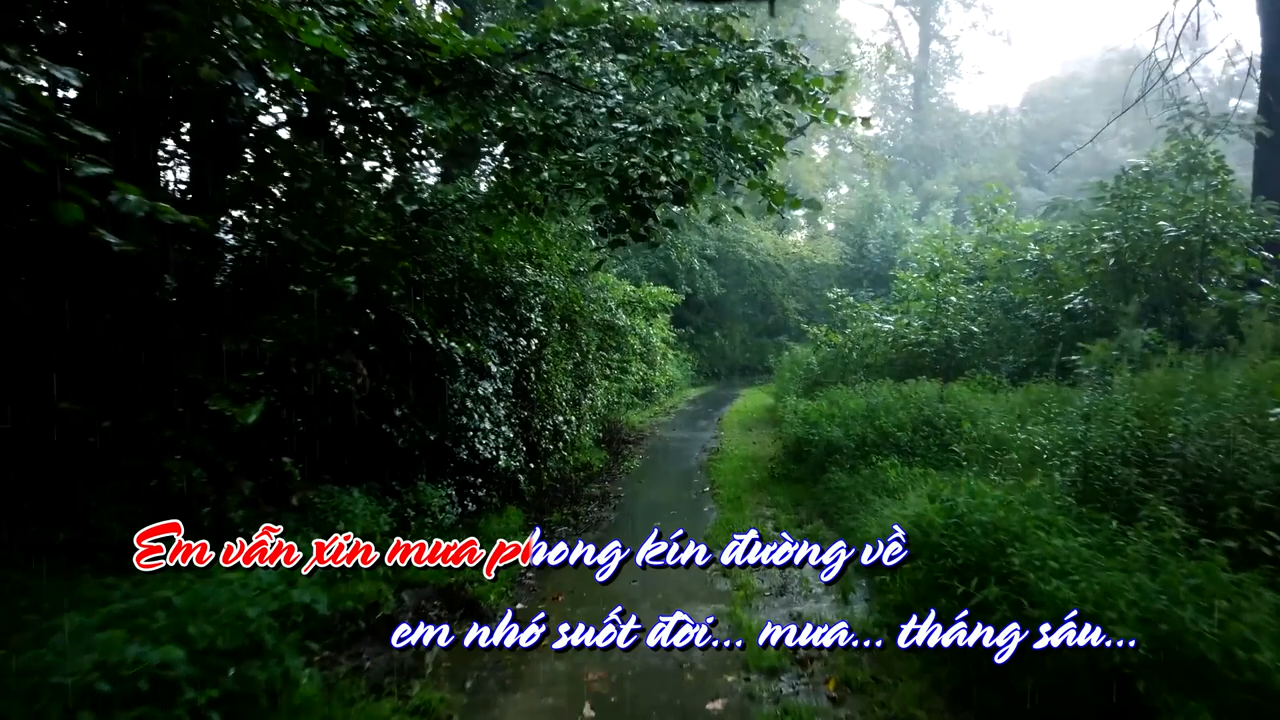 Em vẫn xin mưa phong kín đường về
em nhớ suốt đời... mưa... tháng sáu...